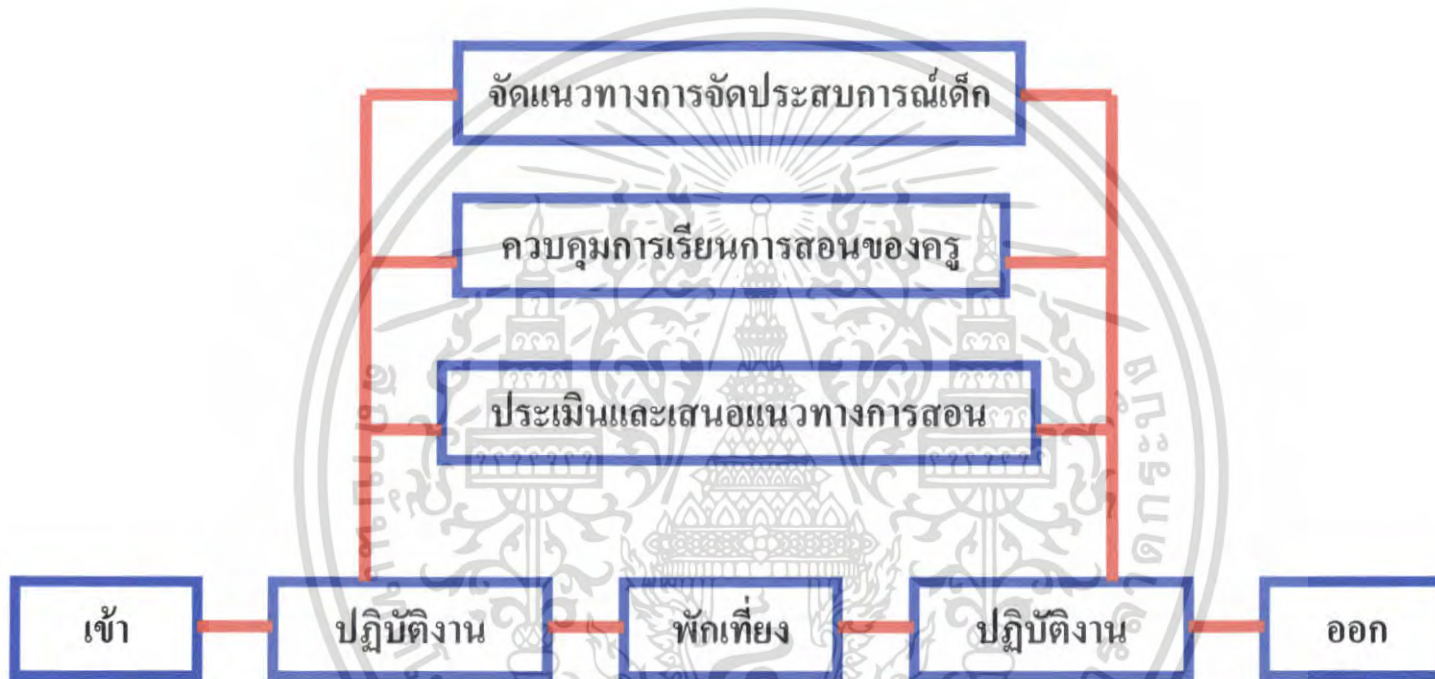 จัดแนวทางการจัดประสบการณ์เด็ก
ควบคุมการเรียนการสอนของครู
ประเมินและเสนอแนวทางการสอน
เข้า ปฏิบัติงาน พักเที่ยง ปฏิบัติงาน ออก